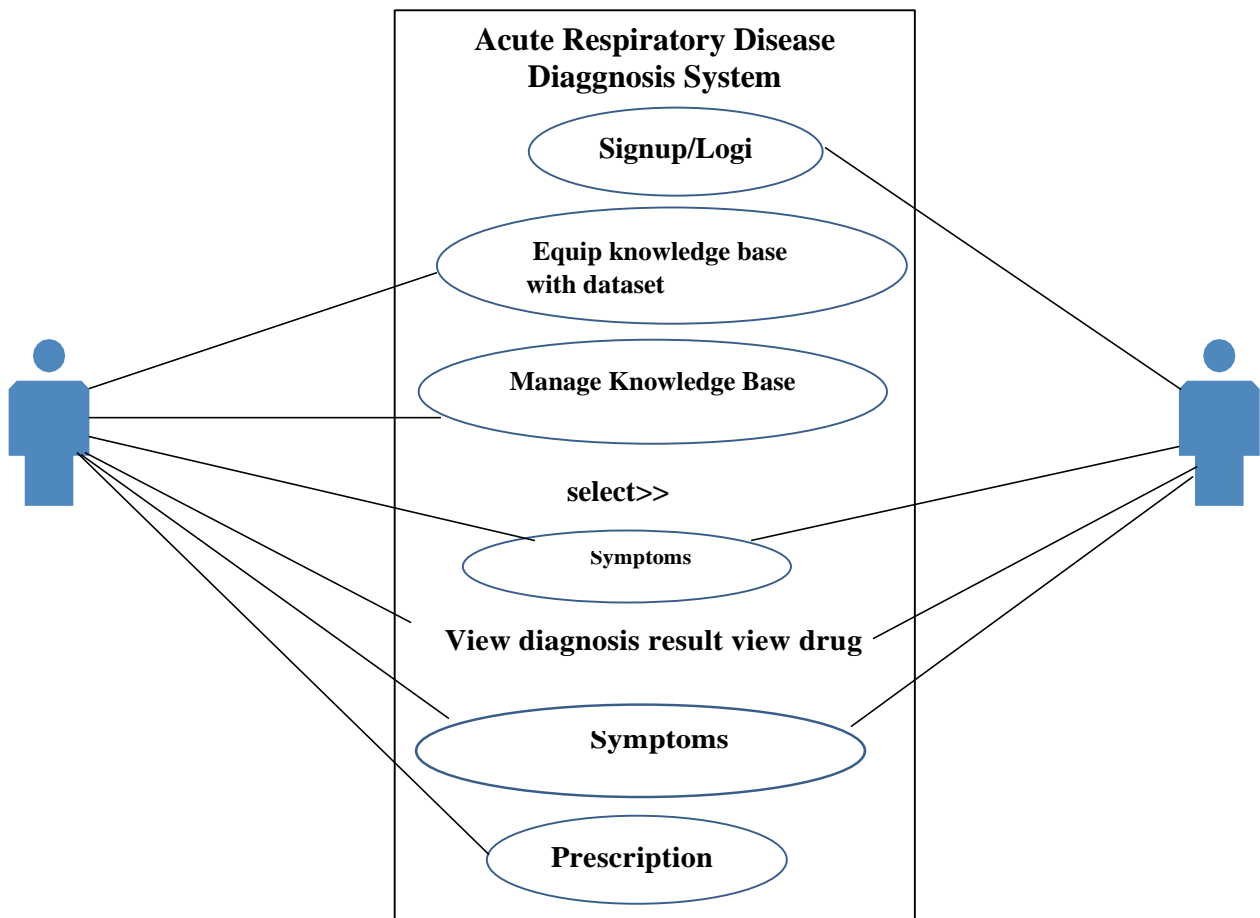 Acute Respiratory Disease
Diaggnosis System
Signup/Logi
Equip knowledge base
with dataset
Manage Knowledge Base
select>>
Symptoms
View diagnosis result view drug
Symptoms
Prescription